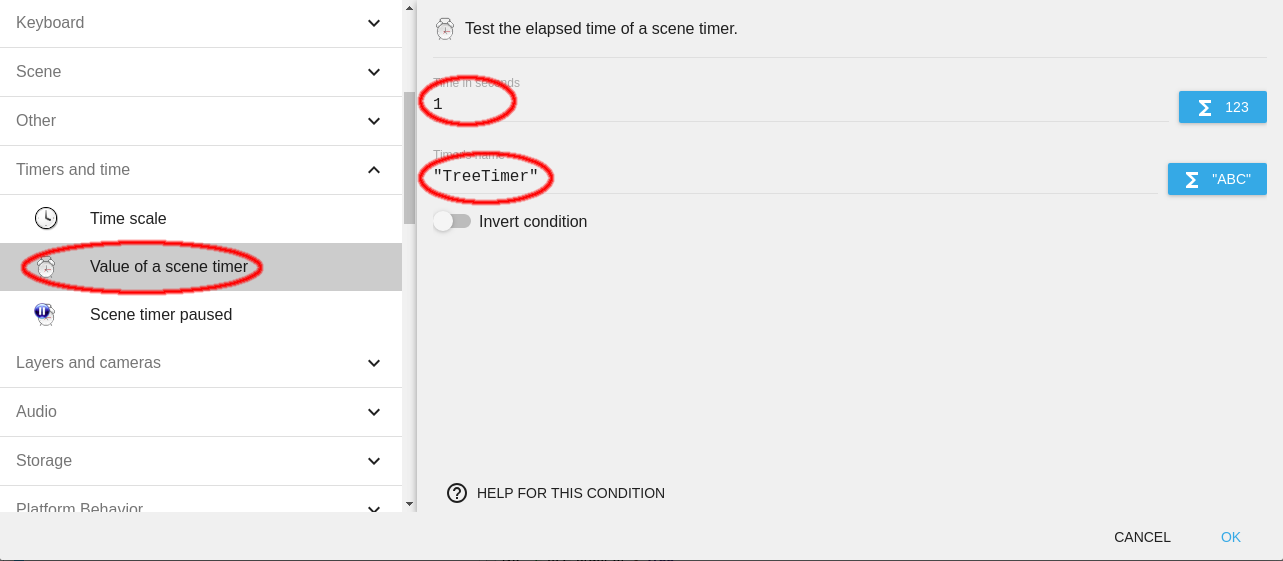 Keyboard
Scene
Other
Timers and time
Time scale
Value of a scene timer
Scene timer paused
Layers and cameras
Audio
Storage
Platform Behavior
Test the elapsed time of a scene timer.
Time in seconds
1
Σ 123
Timer's name
"TreeTimer"
Σ "ABC"
Invert condition
HELP FOR THIS CONDITION
CANCEL
OK